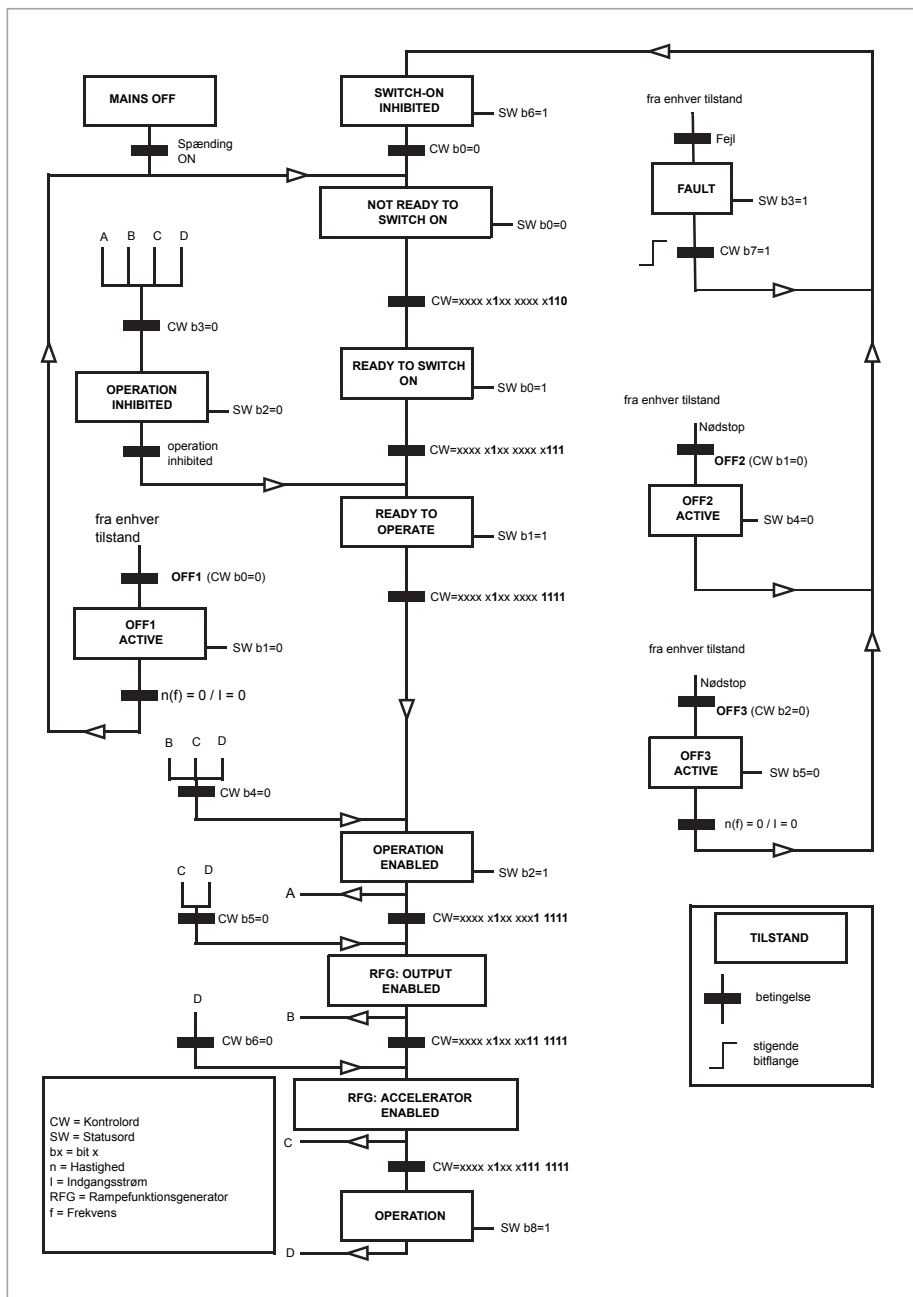 MAINS OFF
Spænding
ON
SWITCH-ON
INHIBITED
SW b6=1
CW b0=0
NOT READY TO
SWITCH ON
SW b0=0
A B C D
CW b3=0
OPERATION
INHIBITED
SW b2=0
operation
inhibited
CW=xxxx x1xx xxxx x110
READY TO SWITCH
ON
SW b0=1
CW=xxxx x1xx xxxx x111
READY TO
OPERATE
SW b1=1
CW=xxxx x1xx xxxx 1111
fra enhver
tilstand
OFF1 (CW b0=0)
OFF1
ACTIVE
SW b1=0
n(f) = 0 / I = 0
B C D
CW b4=0
OPERATION
ENABLED
SW b2=1
A
C D
CW b5=0
CW=xxxx x1xx xxx1 1111
RFG: OUTPUT
ENABLED
B
D
CW b6=0
CW=xxxx x1xx xx11 1111
RFG: ACCELERATOR
ENABLED
C
CW=xxxx x1xx x111 1111
OPERATION
SW b8=1
D
fra enhver tilstand
Fejl
FAULT
SW b3=1
CW b7=1
fra enhver tilstand
Nødstop
OFF2 (CW b1=0)
OFF2
ACTIVE
SW b4=0
fra enhver tilstand
Nødstop
OFF3 (CW b2=0)
OFF3
ACTIVE
SW b5=0
n(f) = 0 / I = 0
TILSTAND
betingelse
stigende
bitflange
CW = Kontrolord
SW = Statusord
bx = bit x
n = Hastighed
I = Indgangsstrøm
RFG = Rampefunktionsgenerator
f = Frekvens